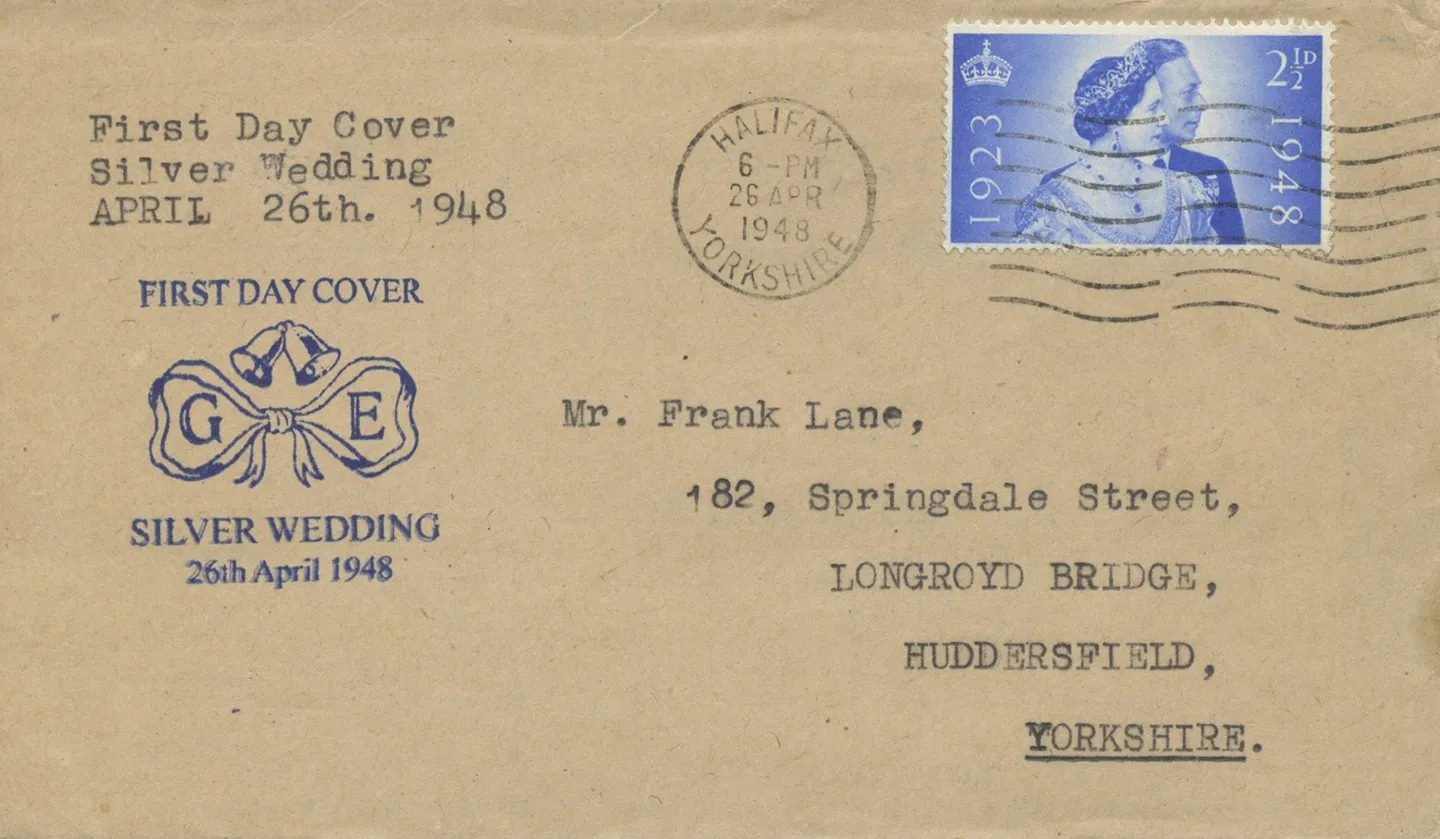 First Day Cover
Silver Wedding
APRIL 26th. 1948
FIRST DAY COVER
G E
SILVER WEDDING
26th April 1948
HALIFAX
6 - PM
26 APR
1948
YORKSHIRE
2½D
1923
1948
Mr. Frank Lane,
182, Springdale Street,
LONGROYD BRIDGE,
HUDDERSFIELD,
YORKSHIRE.